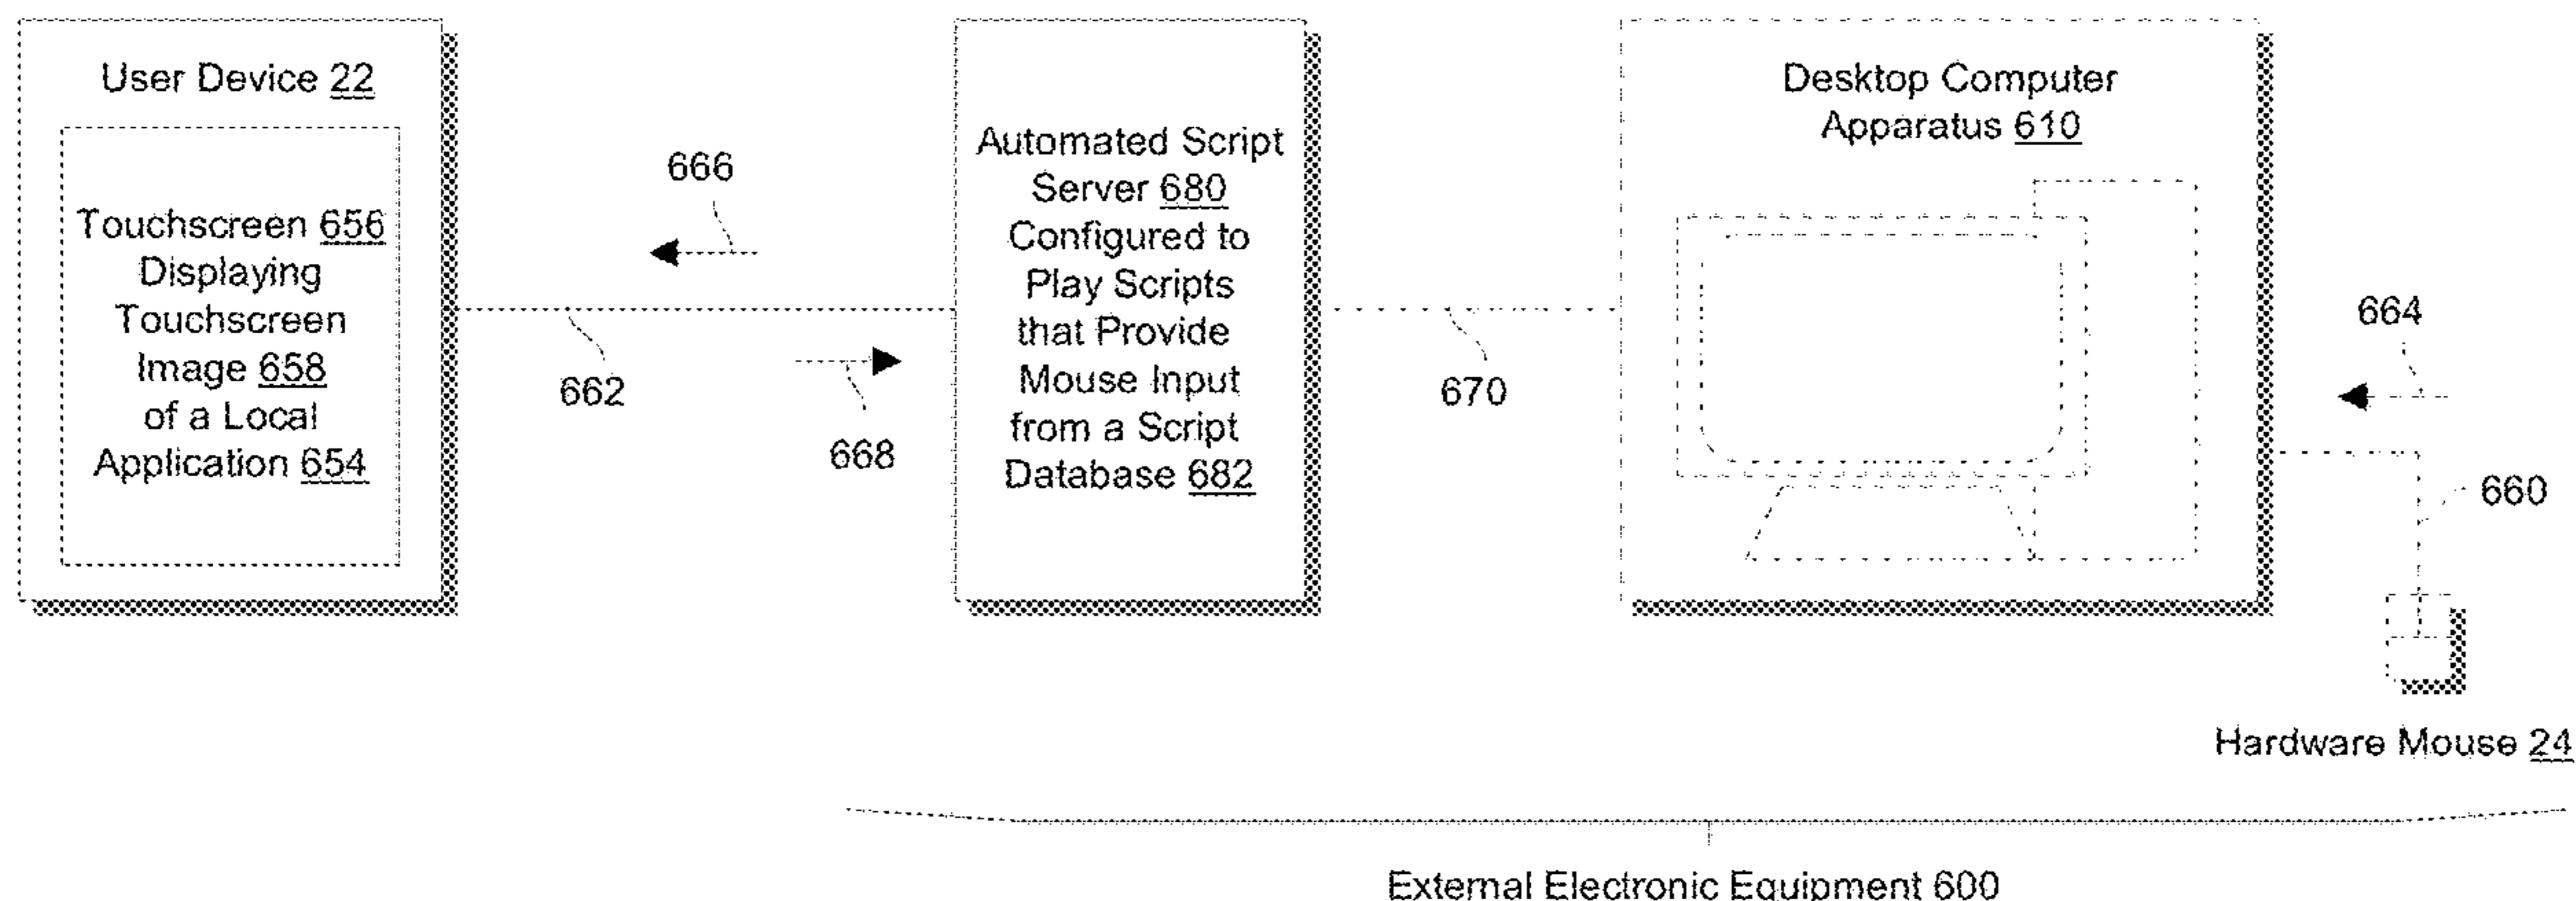 User Device 22
Touchscreen 656
Displaying
Touchscreen
Image 658
of a Local
Application 654
666
662
668
Automated Script
Server 680
Configured to
Play Scripts
that Provide
Mouse Input
from a Script
Database 682
670
Desktop Computer
Apparatus 610
664
660
Hardware Mouse 24
External Electronic Equipment 600